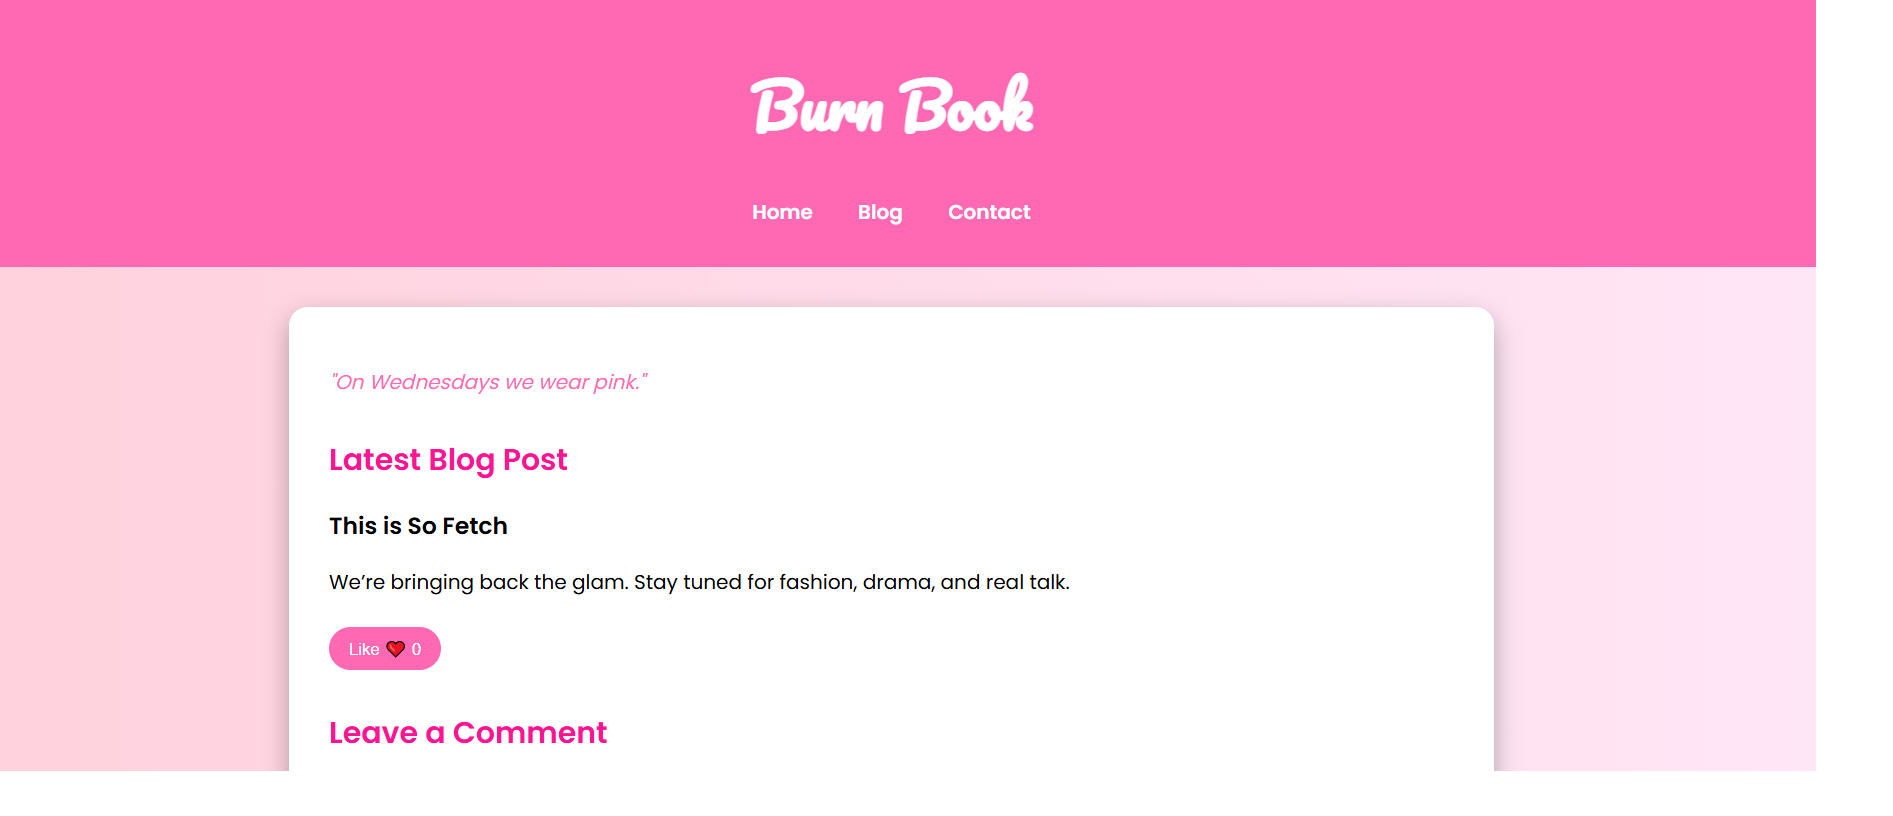 Burn Book
Home Blog Contact
"On Wednesdays we wear pink."
Latest Blog Post
This is So Fetch
We’re bringing back the glam. Stay tuned for fashion, drama, and real talk.
Like ❤️ 0
Leave a Comment